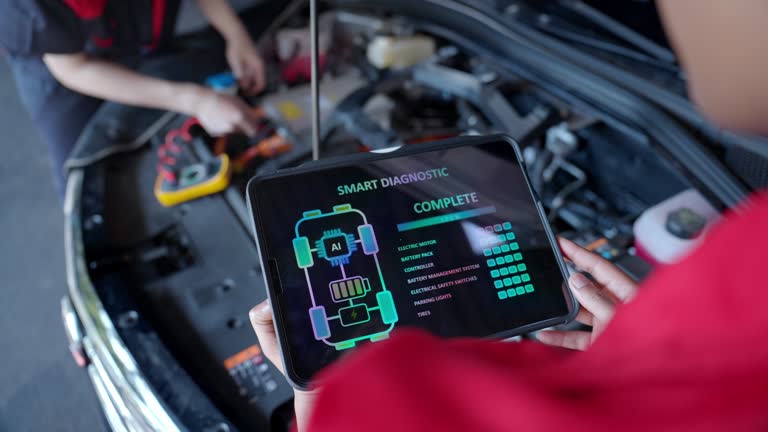 SMART DIAGNOSTIC
COMPLETE
AI
ELECTRIC MOTOR
BATTERY PACK
CONTROLLER
BATTERY MANAGEMENT SYSTEM
ELECTRICAL SAFETY SWITCHES
PARKING LIGHTS
TIRES